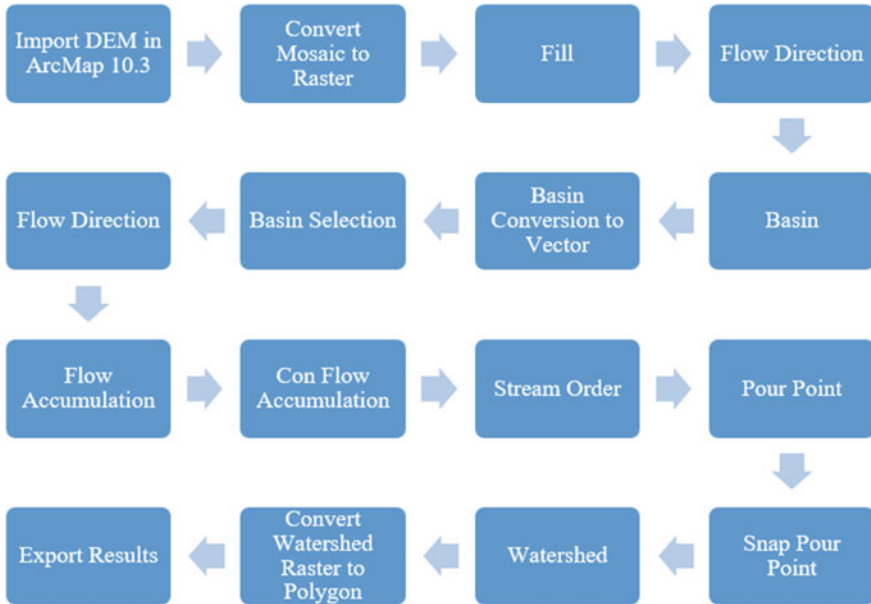 Import DEM in
ArcMap 10.3
Convert
Mosaic to
Raster
Fill
Flow Direction
Basin
Basin
Conversion to
Vector
Basin Selection
Flow Direction
Flow
Accumulation
Con Flow
Accumulation
Stream Order
Pour Point
Snap Pour
Point
Watershed
Convert
Watershed
Raster to
Polygon
Export Results